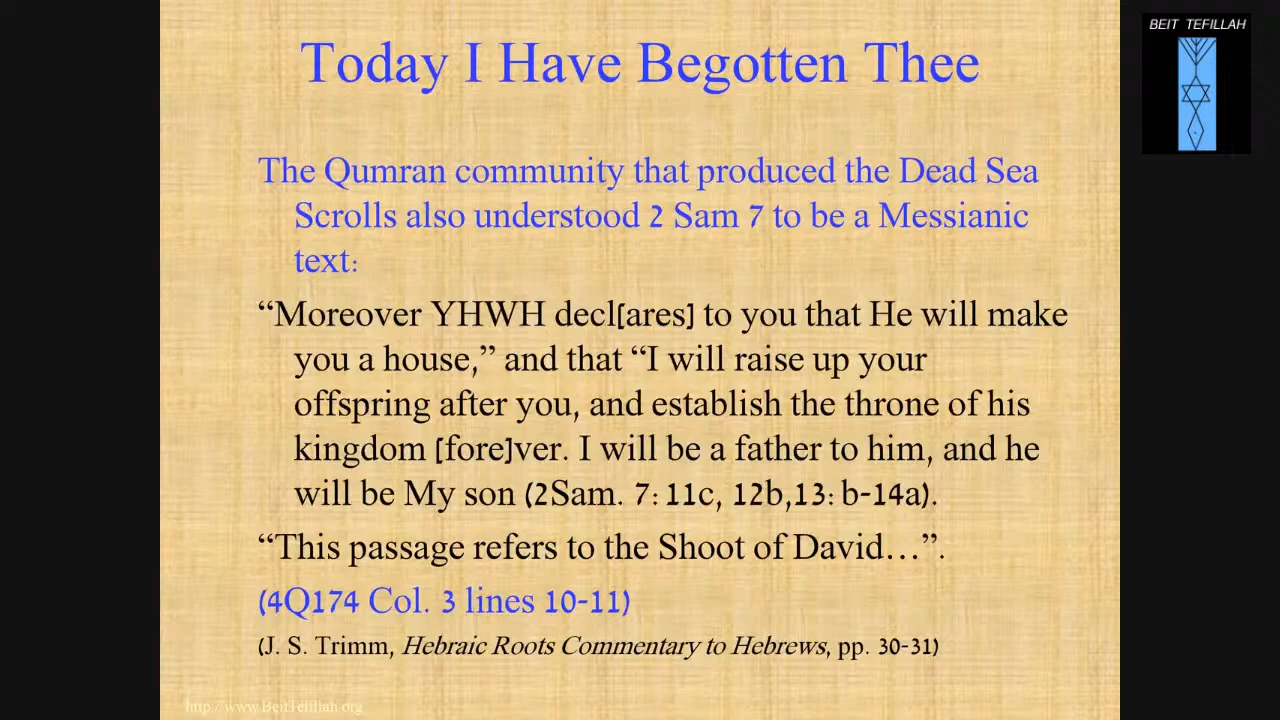 Today I Have Begotten Thee
BEIT TEFILLAH
The Qumran community that produced the Dead Sea
Scrolls also understood 2 Sam 7 to be a Messianic
text:
“Moreover YHWH decl[ares] to you that He will make
you a house,” and that “I will raise up your
offspring after you, and establish the throne of his
kingdom [fore]ver. I will be a father to him, and he
will be My son (2Sam. 7: 11c, 12b,13: b-14a).
“This passage refers to the Shoot of David…”.
(4Q174 Col. 3 lines 10-11)
(J. S. Trimm, Hebraic Roots Commentary to Hebrews, pp. 30-31)
http://www.BeitTefillah.org